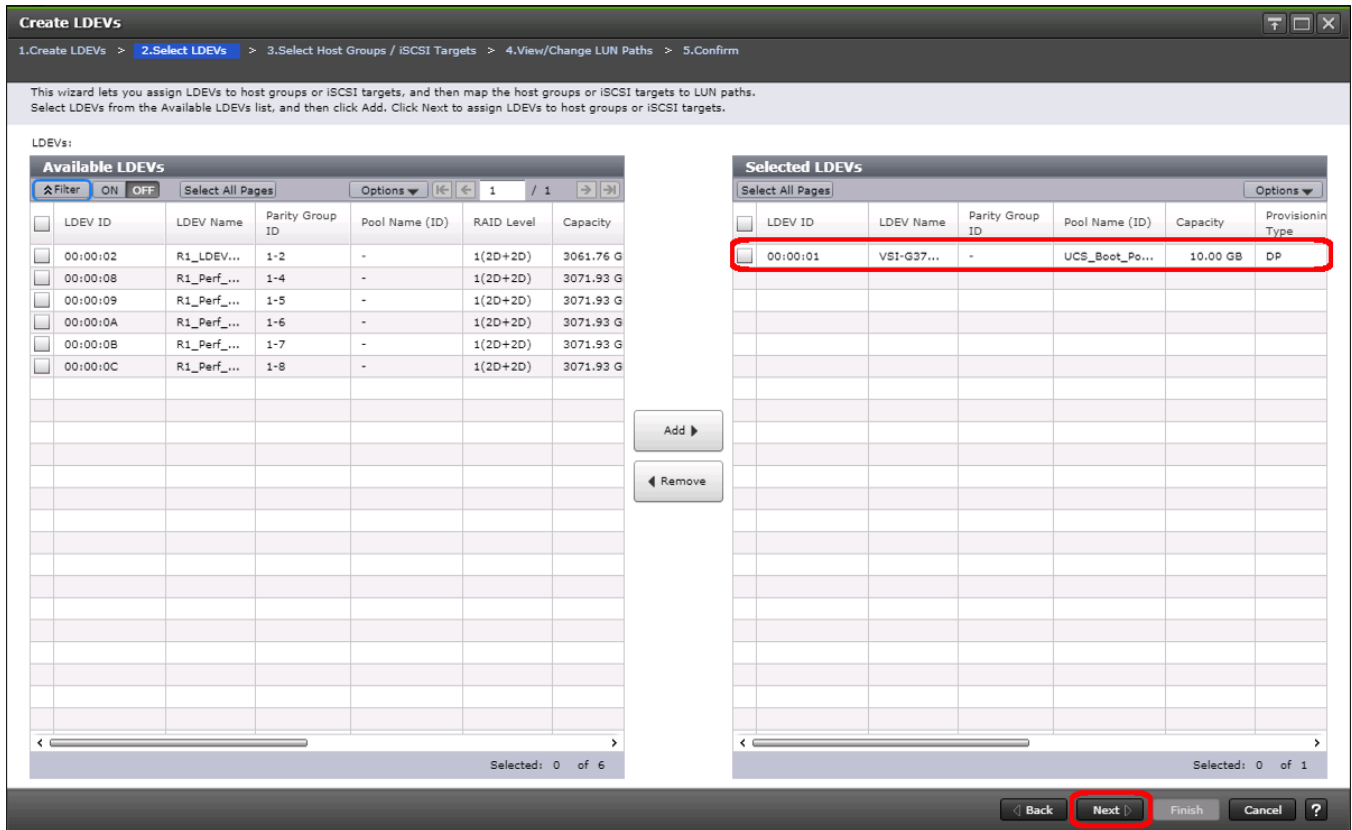 Create LDEVs
1.Create LDEVs > 2.Select LDEVs > 3.Select Host Groups / iSCSI Targets > 4.View/Change LUN Paths > 5.Confirm
This wizard lets you assign LDEVs to host groups or iSCSI targets, and then map the host groups or iSCSI targets to LUN paths.
Select LDEVs from the Available LDEVs list, and then click Add. Click Next to assign LDEVs to host groups or iSCSI targets.
LDEVs:
Available LDEVs
Filter ON OFF Select All Pages Options 1 / 1
LDEV ID LDEV Name Parity Group ID Pool Name (ID) RAID Level Capacity
00:00:02 R1_LDEV... 1-2 - 1(2D+2D) 3061.76 G
00:00:08 R1_Perf_... 1-4 - 1(2D+2D) 3071.93 G
00:00:09 R1_Perf_... 1-5 - 1(2D+2D) 3071.93 G
00:00:0A R1_Perf_... 1-6 - 1(2D+2D) 3071.93 G
00:00:0B R1_Perf_... 1-7 - 1(2D+2D) 3071.93 G
00:00:0C R1_Perf_... 1-8 - 1(2D+2D) 3071.93 G
Selected: 0 of 6
Add
Remove
Selected LDEVs
Select All Pages Options
LDEV ID LDEV Name Parity Group ID Pool Name (ID) Capacity Provisionin Type
00:00:01 VSI-G37... - UCS_Boot_Po... 10.00 GB DP
Selected: 0 of 1
Back Next Finish Cancel ?